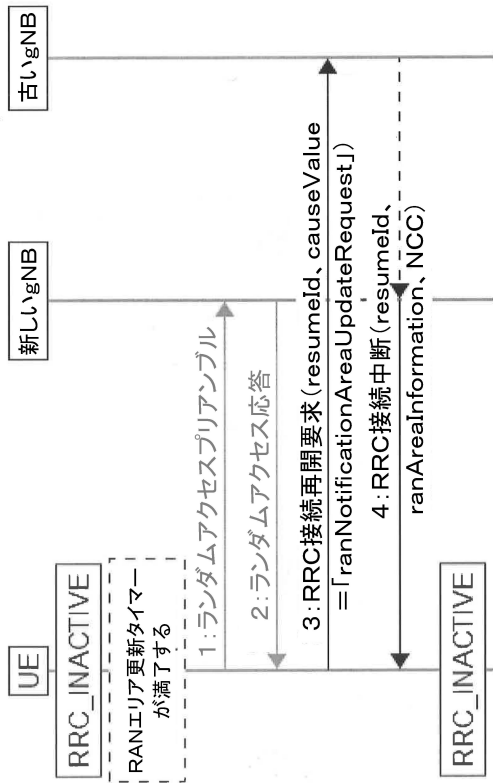 UE
新しいgNB
古いgNB
RRC_INACTIVE
RANエリア更新タイマー
が満了する
1:ランダムアクセスプリアンブル
2:ランダムアクセス応答
3:RRC接続再開要求(resumeId、causeValue
=「ranNotificationAreaUpdateRequest」)
4:RRC接続中断(resumeId、
ranAreaInformation、NCC)
RRC_INACTIVE